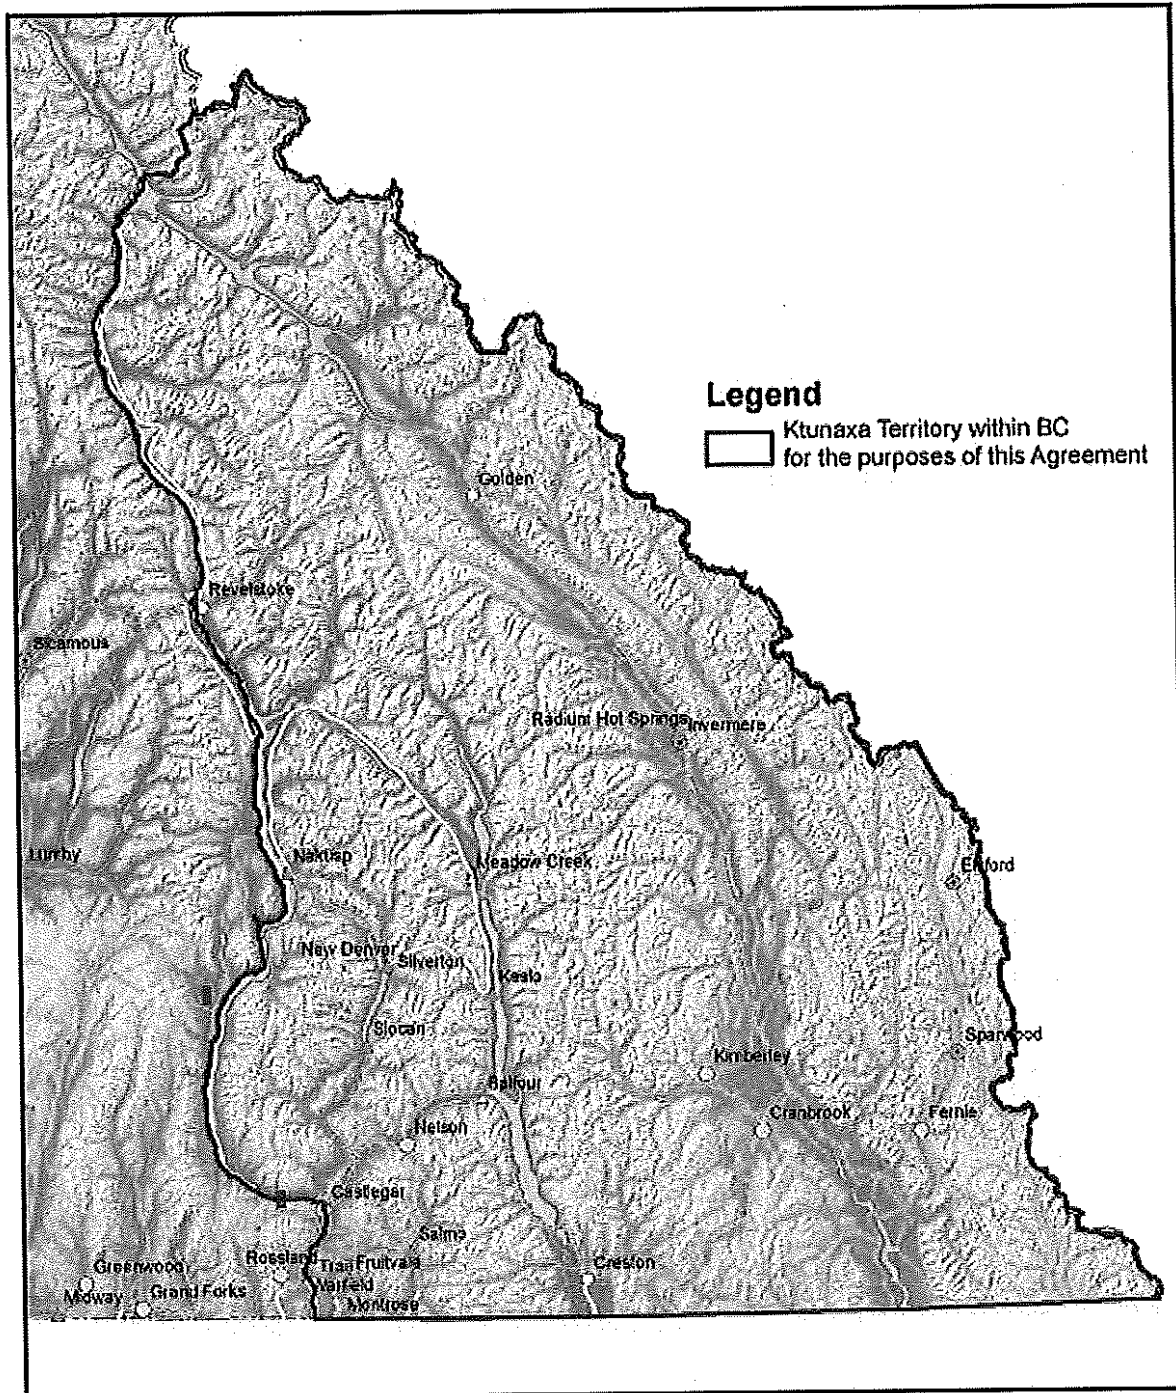 Legend
Ktunaxa Territory within BC
for the purposes of this Agreement
Golden
Revelstoke
Sicamous
Radium Hot Springs
Invermere
Lumby
Nakusp
Meadow Creek
Elkford
New Denver
Silverton
Kaslo
Slocan
Sparwood
Kimberley
Balfour
Cranbrook
Fernie
Nelson
Castlegar
Salmo
Greenwood
Rossland
Trail
Fruitvale
Creston
Midway
Grand Forks
Warfield
Montrose